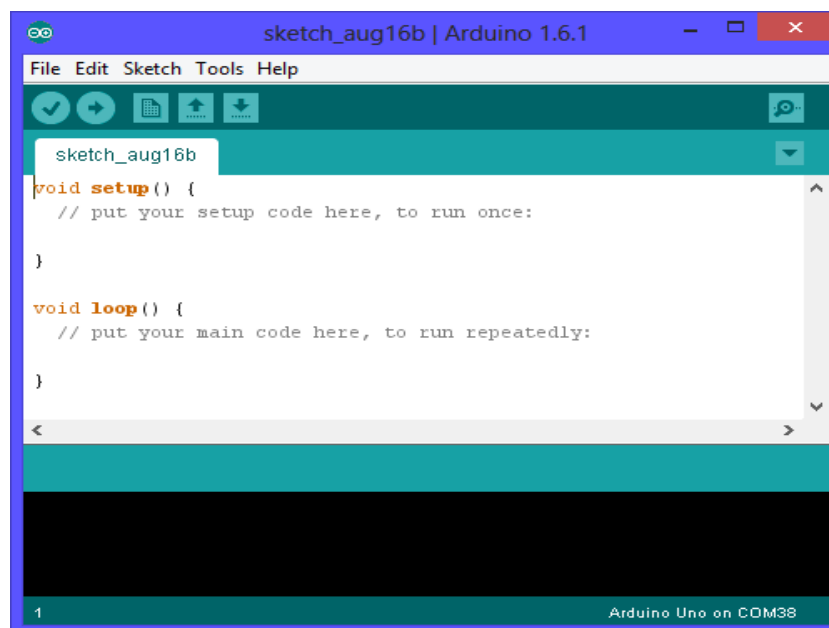 sketch_aug16b | Arduino 1.6.1
File Edit Sketch Tools Help
sketch_aug16b
void setup() {
  // put your setup code here, to run once:
}
void loop() {
  // put your main code here, to run repeatedly:
}
1
Arduino Uno on COM38